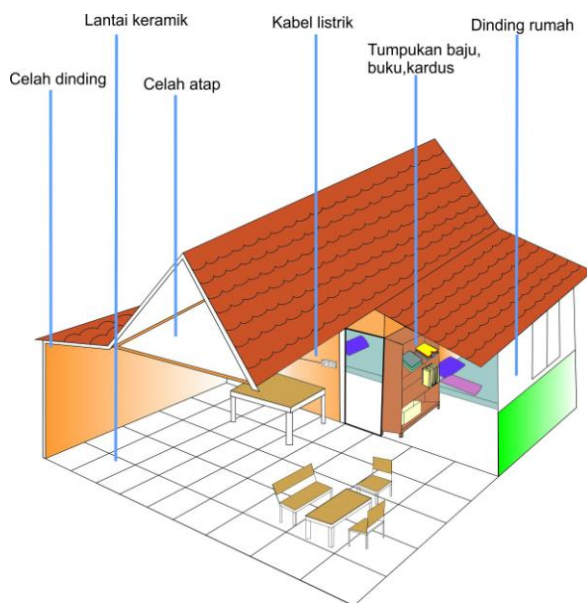 Lantai keramik
Kabel listrik
Dinding rumah
Tumpukan baju,
buku,kardus
Celah dinding
Celah atap